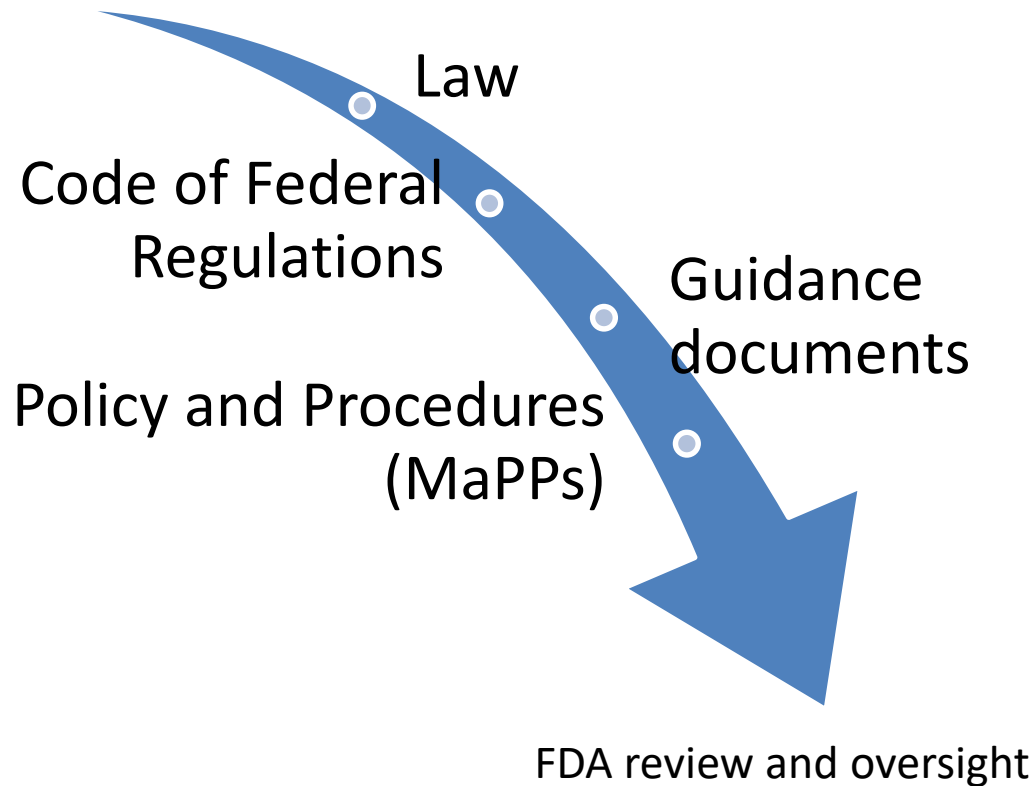 Law
Code of Federal
Regulations
Guidance
documents
Policy and Procedures
(MaPPs)
FDA review and oversight